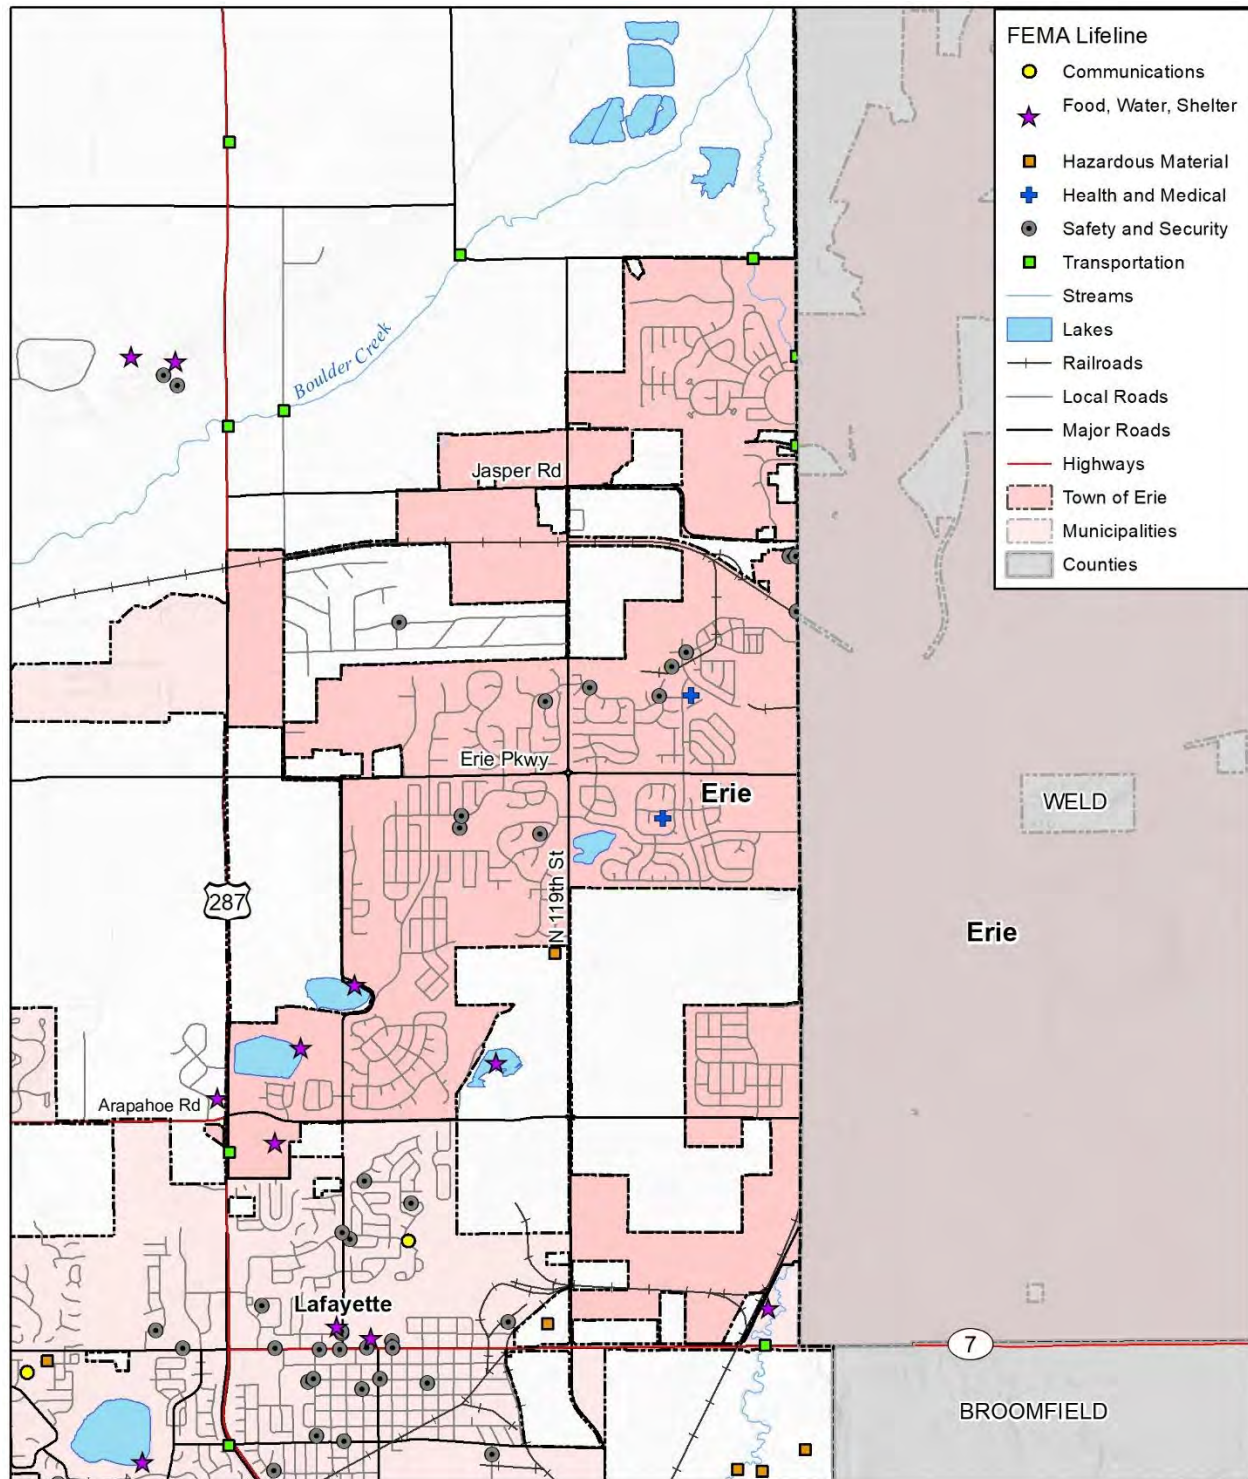 FEMA Lifeline
Communications
Food, Water, Shelter
Hazardous Material
Health and Medical
Safety and Security
Transportation
Streams
Lakes
Railroads
Local Roads
Major Roads
Highways
Town of Erie
Municipalities
Counties
Boulder Creek
Jasper Rd
Erie Pkwy
Erie
WELD
N 119th St
287
Erie
Arapahoe Rd
Lafayette
7
BROOMFIELD